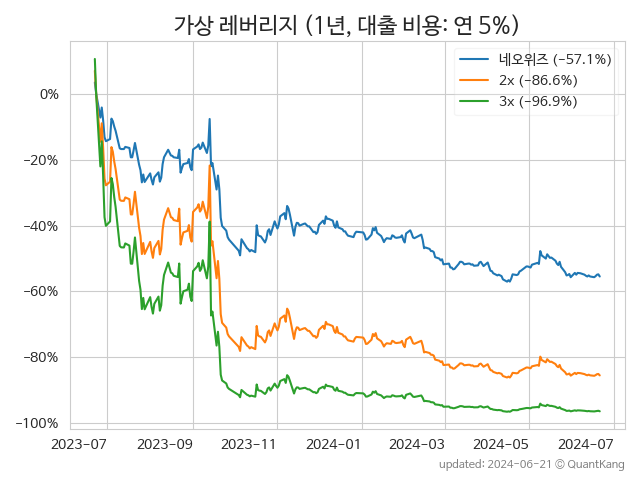 가상 레버리지 (1년, 대출 비용: 연 5%)
네오위즈 (−57.1%)
2x (−86.6%)
3x (−96.9%)
0%
−20%
−40%
−60%
−80%
−100%
2023-07 2023-09 2023-11 2024-01 2024-03 2024-05 2024-07
updated: 2024-06-21 © QuantKang